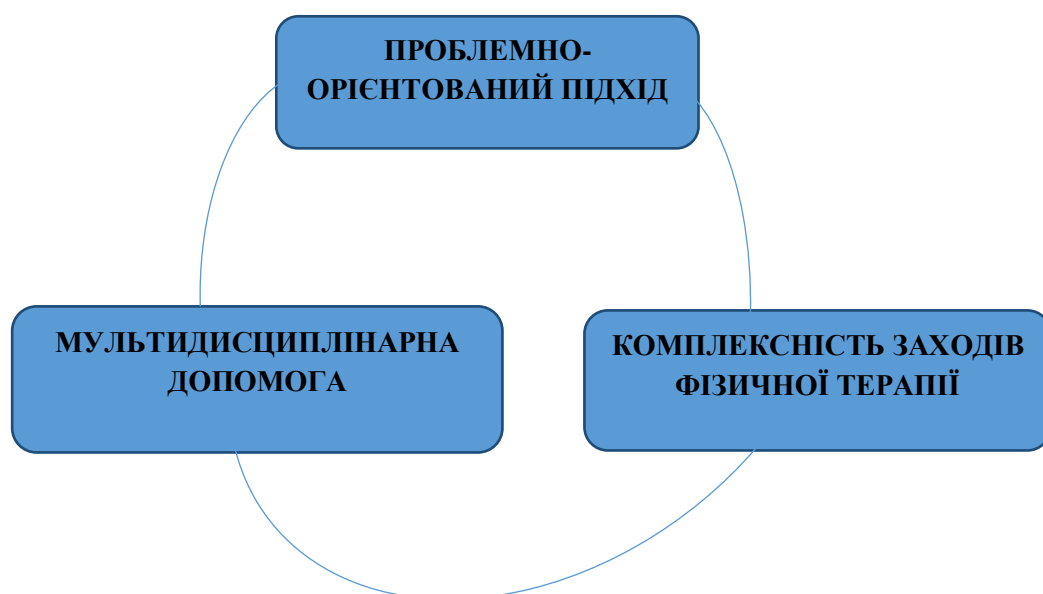 ПРОБЛЕМНО-
ОРІЄНТОВАНИЙ ПІДХІД
МУЛЬТИДИСЦИПЛІНАРНА
ДОПОМОГА
КОМПЛЕКСНІСТЬ ЗАХОДІВ
ФІЗИЧНОЇ ТЕРАПІЇ